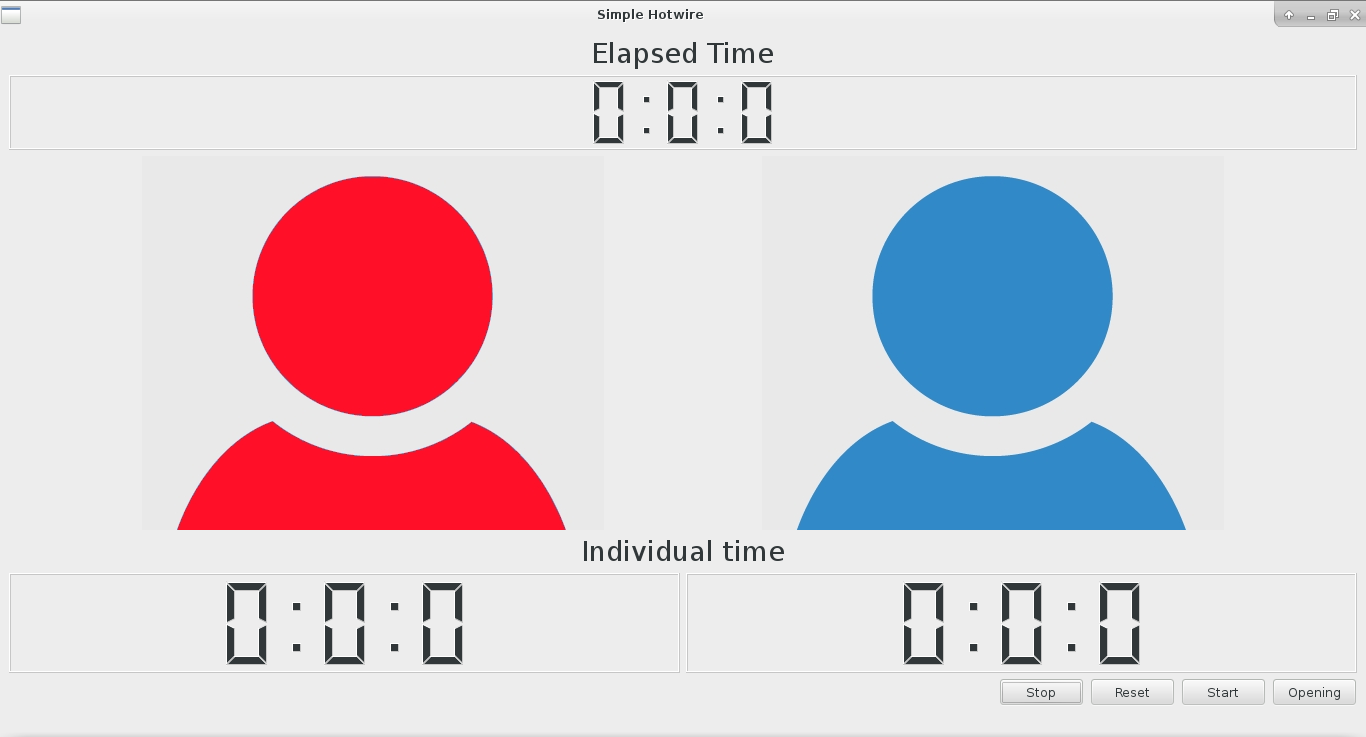 Simple Hotwire
Elapsed Time
0:0:0
Individual time
0:0:0 0:0:0
Stop Reset Start Opening